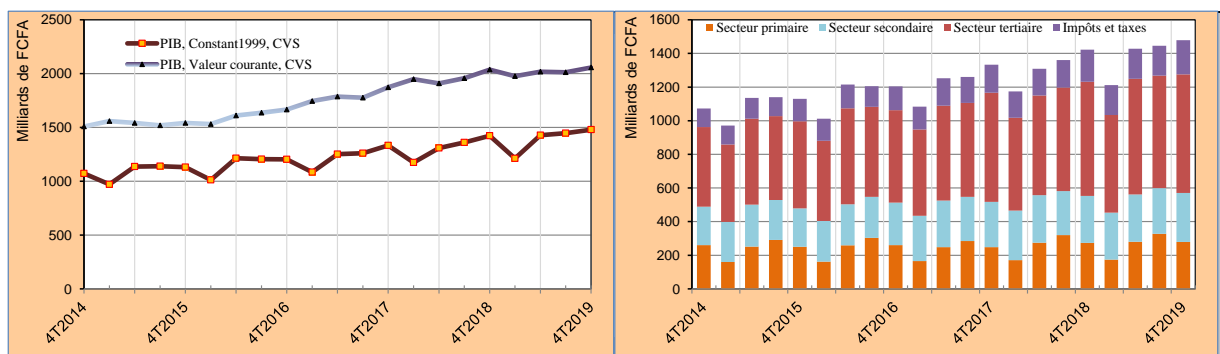 Milliards de FCFA
2500
2000
1500
1000
500
0
PIB, Constant1999, CVS
PIB, Valeur courante, CVS
4T2014
4T2015
4T2016
4T2017
4T2018
4T2019
Milliards de FCFA
1600
1400
1200
1000
800
600
400
200
0
Secteur primaire
Secteur secondaire
Secteur tertiaire
Impôts et taxes
4T2014
4T2015
4T2016
4T2017
4T2018
4T2019